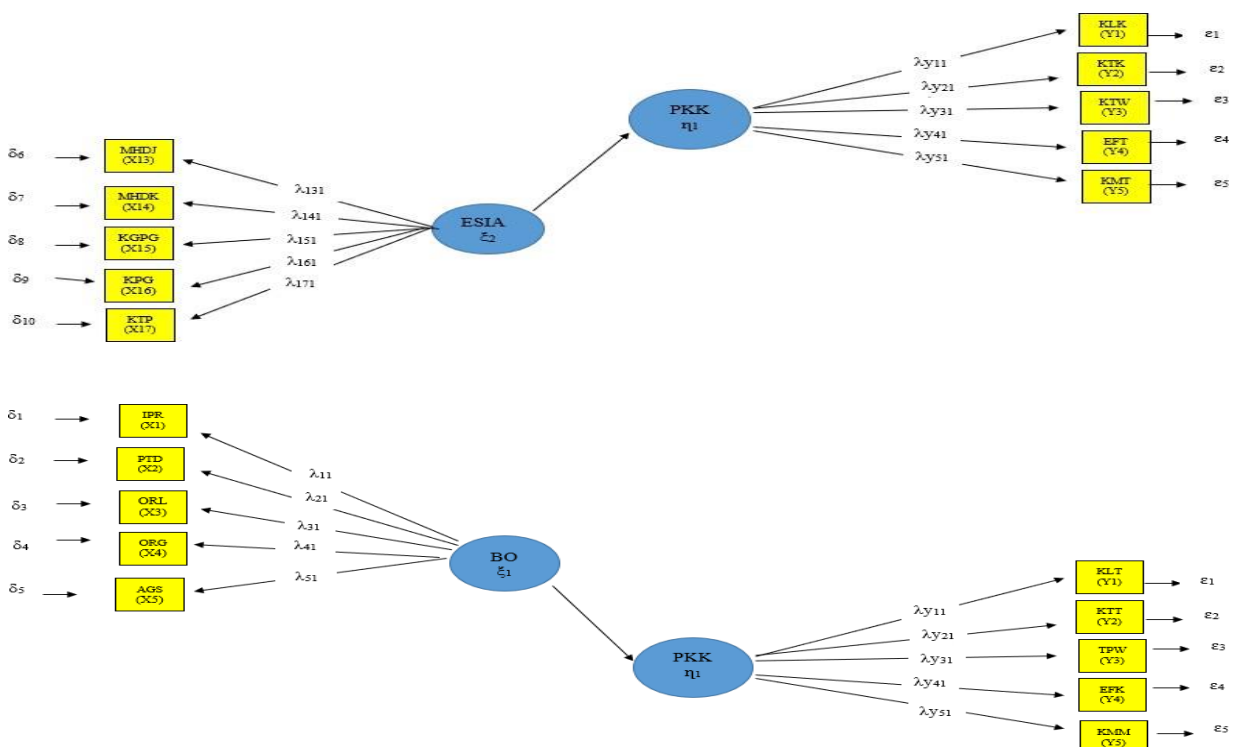 KLK
(Y1)
ε1
λy11
KTK
(Y2)
ε2
λy21
PKK
η1
KTW
(Y3)
ε3
λy31
λy41
EFT
(Y4)
ε4
λy51
KMT
(Y5)
ε5
δ6
MHDJ
(X13)
λ131
δ7
MHDK
(X14)
λ141
ESIA
ξ2
δ8
KGPG
(X15)
λ151
λ161
δ9
KPG
(X16)
λ171
δ10
KTP
(X17)
δ1
IPR
(X1)
λ11
δ2
PTD
(X2)
λ21
δ3
ORL
(X3)
λ31
δ4
ORG
(X4)
λ41
BO
ξ1
δ5
AGS
(X5)
λ51
KLT
(Y1)
ε1
λy11
KTT
(Y2)
ε2
λy21
PKK
η1
TPW
(Y3)
ε3
λy31
λy41
EFK
(Y4)
ε4
λy51
KMM
(Y5)
ε5